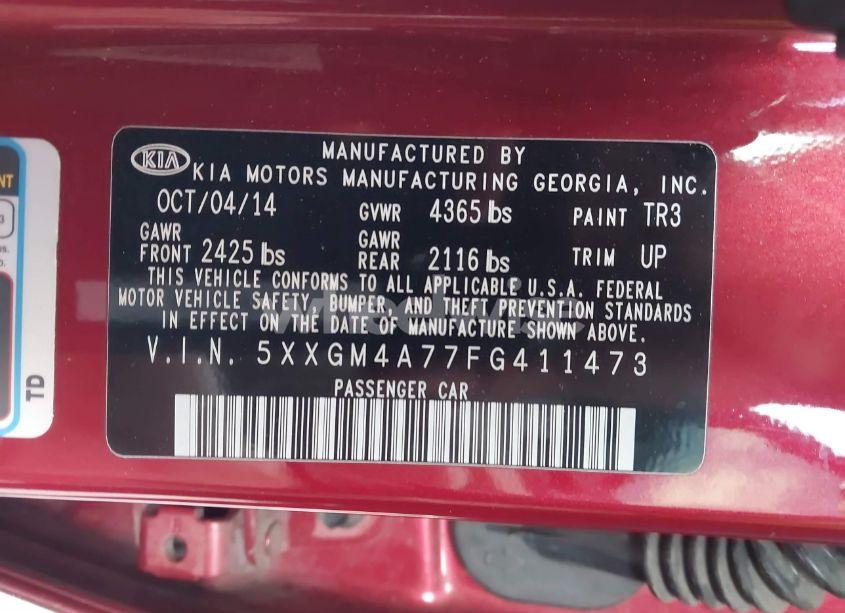 MANUFACTURED BY
KIA KIA MOTORS MANUFACTURING GEORGIA, INC.
OCT/04/14 GVWR 4365 lbs PAINT TR3
GAWR FRONT 2425 lbs GAWR REAR 2116 lbs TRIM UP
THIS VEHICLE CONFORMS TO ALL APPLICABLE U.S.A. FEDERAL
MOTOR VEHICLE SAFETY, BUMPER, AND THEFT PREVENTION STANDARDS
IN EFFECT ON THE DATE OF MANUFACTURE SHOWN ABOVE.
V.I.N. 5XXGM4A77FG411473
PASSENGER CAR
TD